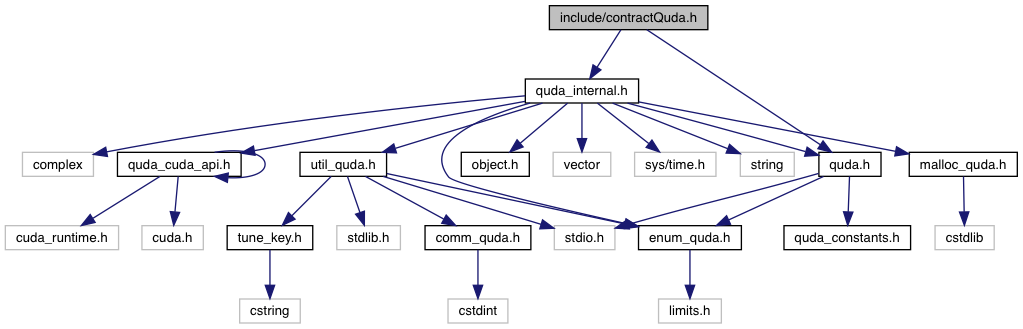 include/contractQuda.h
quda_internal.h
complex
quda_cuda_api.h
util_quda.h
object.h
vector
sys/time.h
string
quda.h
malloc_quda.h
cuda_runtime.h
cuda.h
tune_key.h
stdlib.h
comm_quda.h
stdio.h
enum_quda.h
quda_constants.h
cstdlib
cstring
cstdint
limits.h